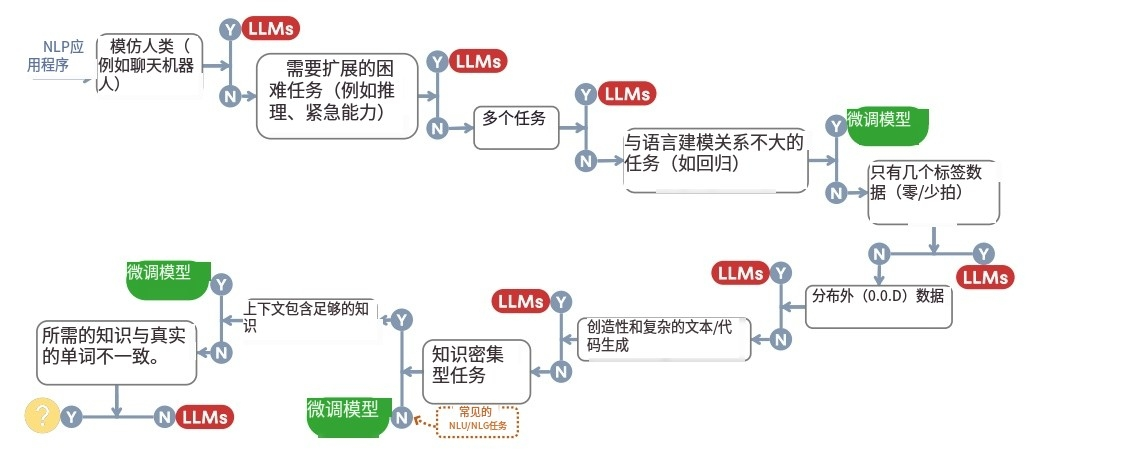 NLP应
用程序
模仿人类（
例如聊天机器
人）
Y
LLMs
N
需要扩展的困
难任务（例如推
理、紧急能力）
Y
LLMs
N
多个任务
Y
LLMs
N
与语言建模关系不大的
任务（如回归）
Y
微调模型
N
只有几个标签数
据（零/少拍）
N
Y
LLMs
分布外（0.0.D）数据
LLMs
Y
N
创造性和复杂的文本/代
码生成
LLMs
Y
N
知识密集
型任务
Y
N
微调模型
常见的
NLU/NLG任务
上下文包含足够的知
识
微调模型
Y
N
所需的知识与真实
的单词不一致。
?
Y
N
LLMs